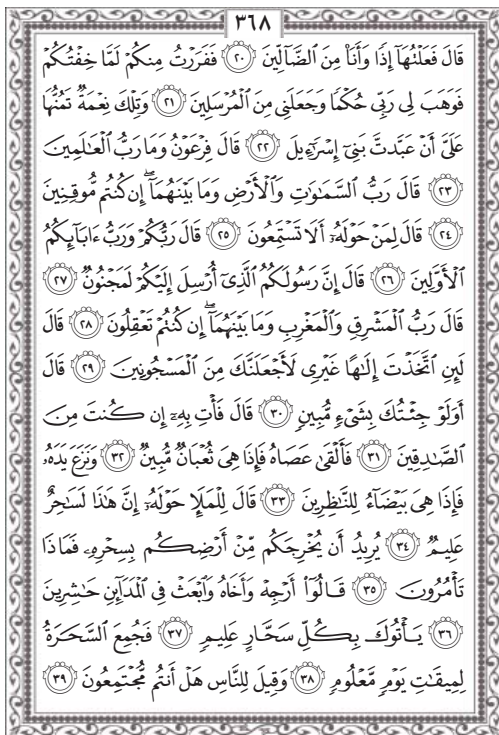 ٣٦٨
قَالَ فَعَلْتُهَآ إِذٗا وَأَنَا۠ مِنَ ٱلضَّآلِّينَ ٢٠ فَفَرَرۡتُ مِنكُمۡ لَمَّا خِفۡتُكُمۡ
فَوَهَبَ لِي رَبِّي حُكۡمٗا وَجَعَلَنِي مِنَ ٱلۡمُرۡسَلِينَ ٢١ وَتِلۡكَ نِعۡمَةٞ تَمُنُّهَا
عَلَيَّ أَنۡ عَبَّدتَّ بَنِيٓ إِسۡرَٰٓءِيلَ ٢٢ قَالَ فِرۡعَوۡنُ وَمَا رَبُّ ٱلۡعَٰلَمِينَ
٢٣ قَالَ رَبُّ ٱلسَّمَٰوَٰتِ وَٱلۡأَرۡضِ وَمَا بَيۡنَهُمَآۖ إِن كُنتُم مُّوقِنِينَ
٢٤ قَالَ لِمَنۡ حَوۡلَهُۥٓ أَلَا تَسۡتَمِعُونَ ٢٥ قَالَ رَبُّكُمۡ وَرَبُّ ءَابَآئِكُمُ
ٱلۡأَوَّلِينَ ٢٦ قَالَ إِنَّ رَسُولَكُمُ ٱلَّذِيٓ أُرۡسِلَ إِلَيۡكُمۡ لَمَجۡنُونٞ ٢٧
قَالَ رَبُّ ٱلۡمَشۡرِقِ وَٱلۡمَغۡرِبِ وَمَا بَيۡنَهُمَآۖ إِن كُنتُمۡ تَعۡقِلُونَ ٢٨ قَالَ
لَئِنِ ٱتَّخَذۡتَ إِلَٰهًا غَيۡرِي لَأَجۡعَلَنَّكَ مِنَ ٱلۡمَسۡجُونِينَ ٢٩ قَالَ
أَوَلَوۡ جِئۡتُكَ بِشَيۡءٖ مُّبِينٖ ٣٠ قَالَ فَأۡتِ بِهِۦٓ إِن كُنتَ مِنَ
ٱلصَّٰدِقِينَ ٣١ فَأَلۡقَىٰ عَصَاهُ فَإِذَا هِيَ ثُعۡبَانٞ مُّبِينٞ ٣٢ وَنَزَعَ يَدَهُۥ
فَإِذَا هِيَ بَيۡضَآءُ لِلنَّٰظِرِينَ ٣٣ قَالَ لِلۡمَلَإِ حَوۡلَهُۥٓ إِنَّ هَٰذَا لَسَٰحِرٌ
عَلِيمٞ ٣٤ يُرِيدُ أَن يُخۡرِجَكُم مِّنۡ أَرۡضِكُم بِسِحۡرِهِۦ فَمَاذَا
تَأۡمُرُونَ ٣٥ قَالُوٓاْ أَرۡجِهۡ وَأَخَاهُ وَٱبۡعَثۡ فِي ٱلۡمَدَآئِنِ حَٰشِرِينَ
٣٦ يَأۡتُوكَ بِكُلِّ سَحَّارٍ عَلِيمٖ ٣٧ فَجُمِعَ ٱلسَّحَرَةُ
لِمِيقَٰتِ يَوۡمٖ مَّعۡلُومٖ ٣٨ وَقِيلَ لِلنَّاسِ هَلۡ أَنتُم مُّجۡتَمِعُونَ ٣٩